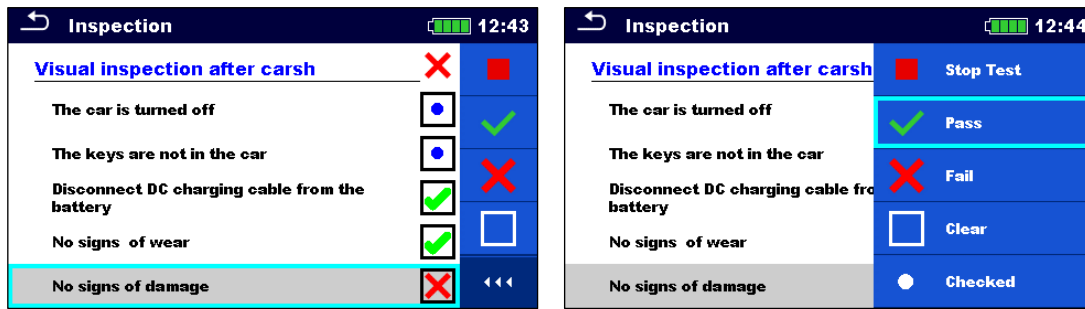 Inspection 12:43
Visual inspection after carsh
The car is turned off
The keys are not in the car
Disconnect DC charging cable from the
battery
No signs of wear
No signs of damage
Inspection 12:44
Visual inspection after carsh
The car is turned off
The keys are not in the car
Disconnect DC charging cable fro
battery
No signs of wear
No signs of damage
Stop Test
Pass
Fail
Clear
Checked